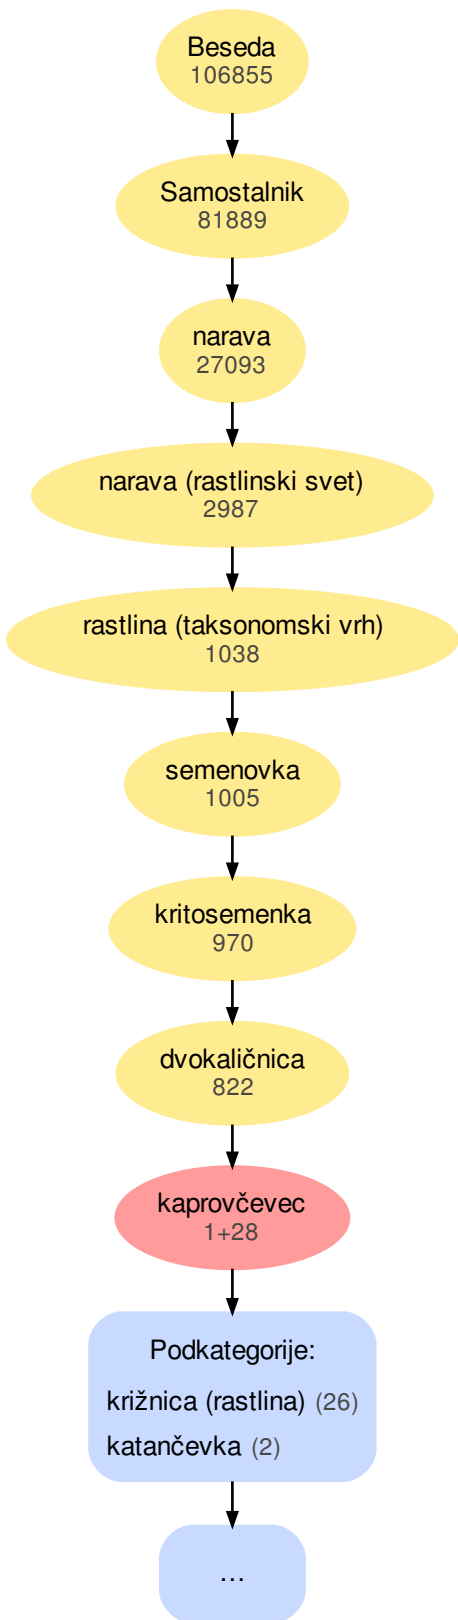 Beseda
106855
Samostalnik
81889
narava
27093
narava (rastlinski svet)
2987
rastlina (taksonomski vrh)
1038
semenovka
1005
kritosemenka
970
dvokaličnica
822
kaprovčevec
1+28
Podkategorije:
križnica (rastlina) (26)
katančevka (2)
...